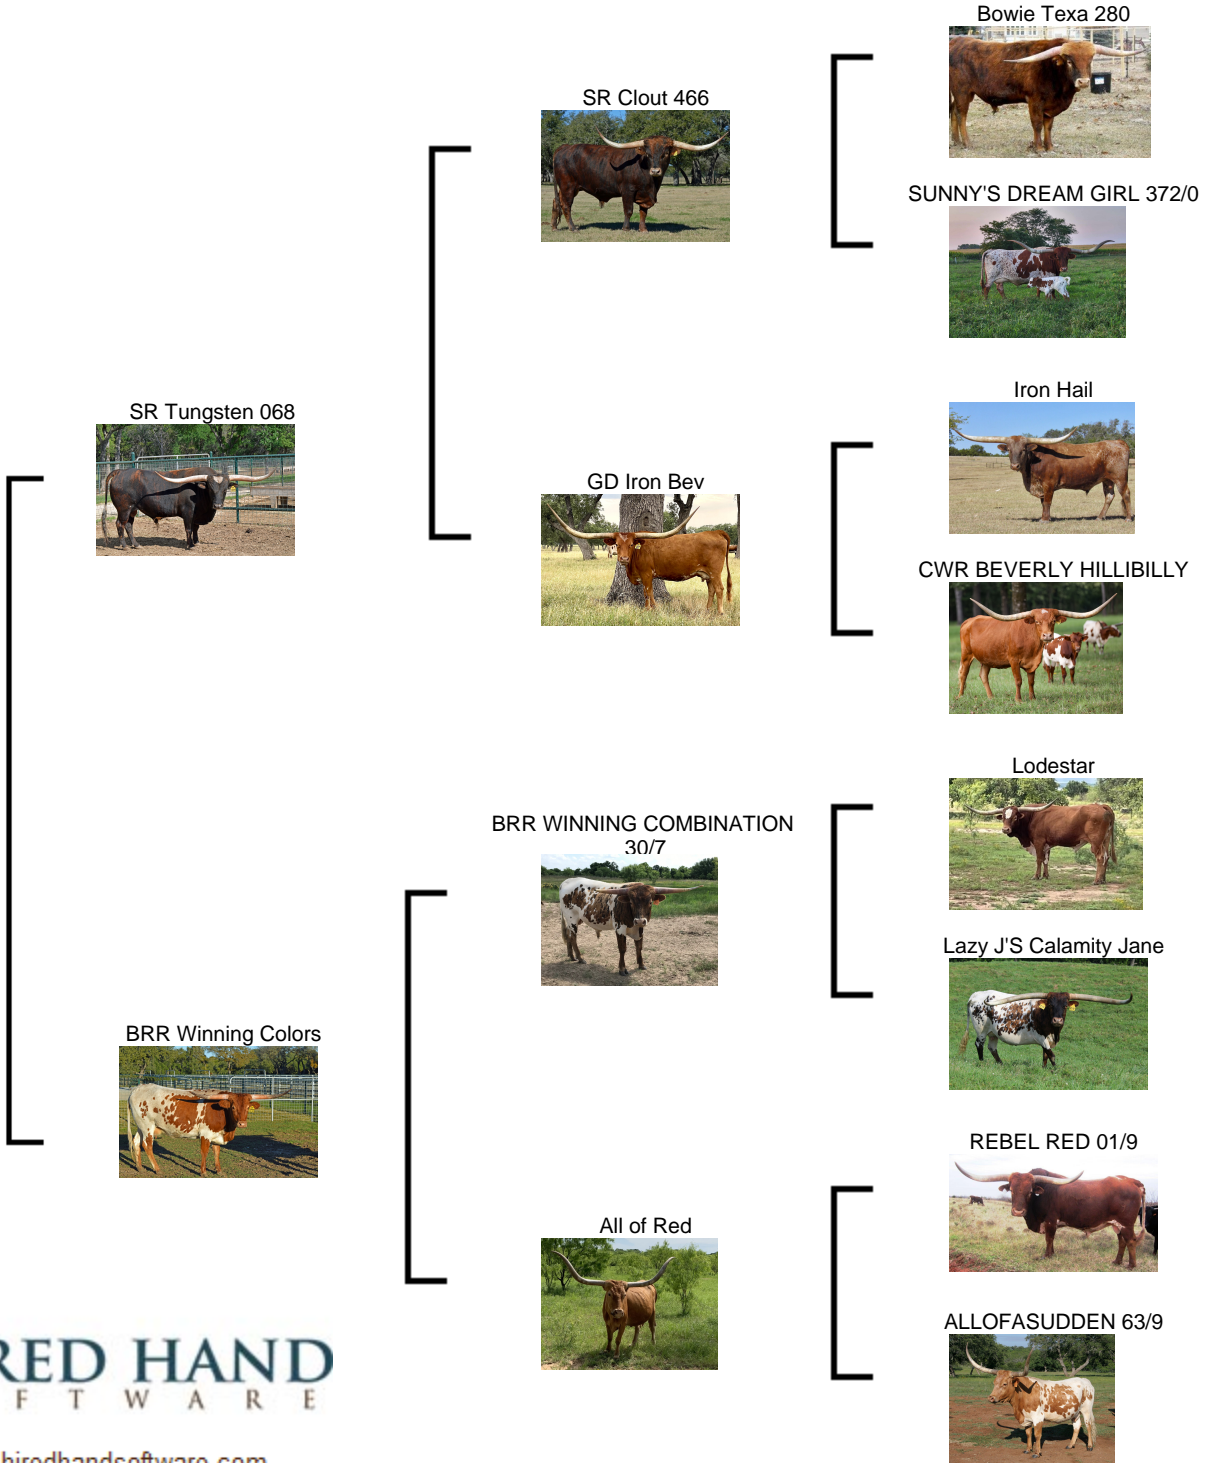 Bowie Texa 280
SR Clout 466
SUNNY'S DREAM GIRL 372/0
Iron Hail
SR Tungsten 068
GD Iron Bev
CWR BEVERLY HILLIBILLY
Lodestar
BRR WINNING COMBINATION
30/7
Lazy J'S Calamity Jane
BRR Winning Colors
REBEL RED 01/9
All of Red
ALLOFASUDDEN 63/9
RED HAND
F T W A R E
hiredhandsoftware.com